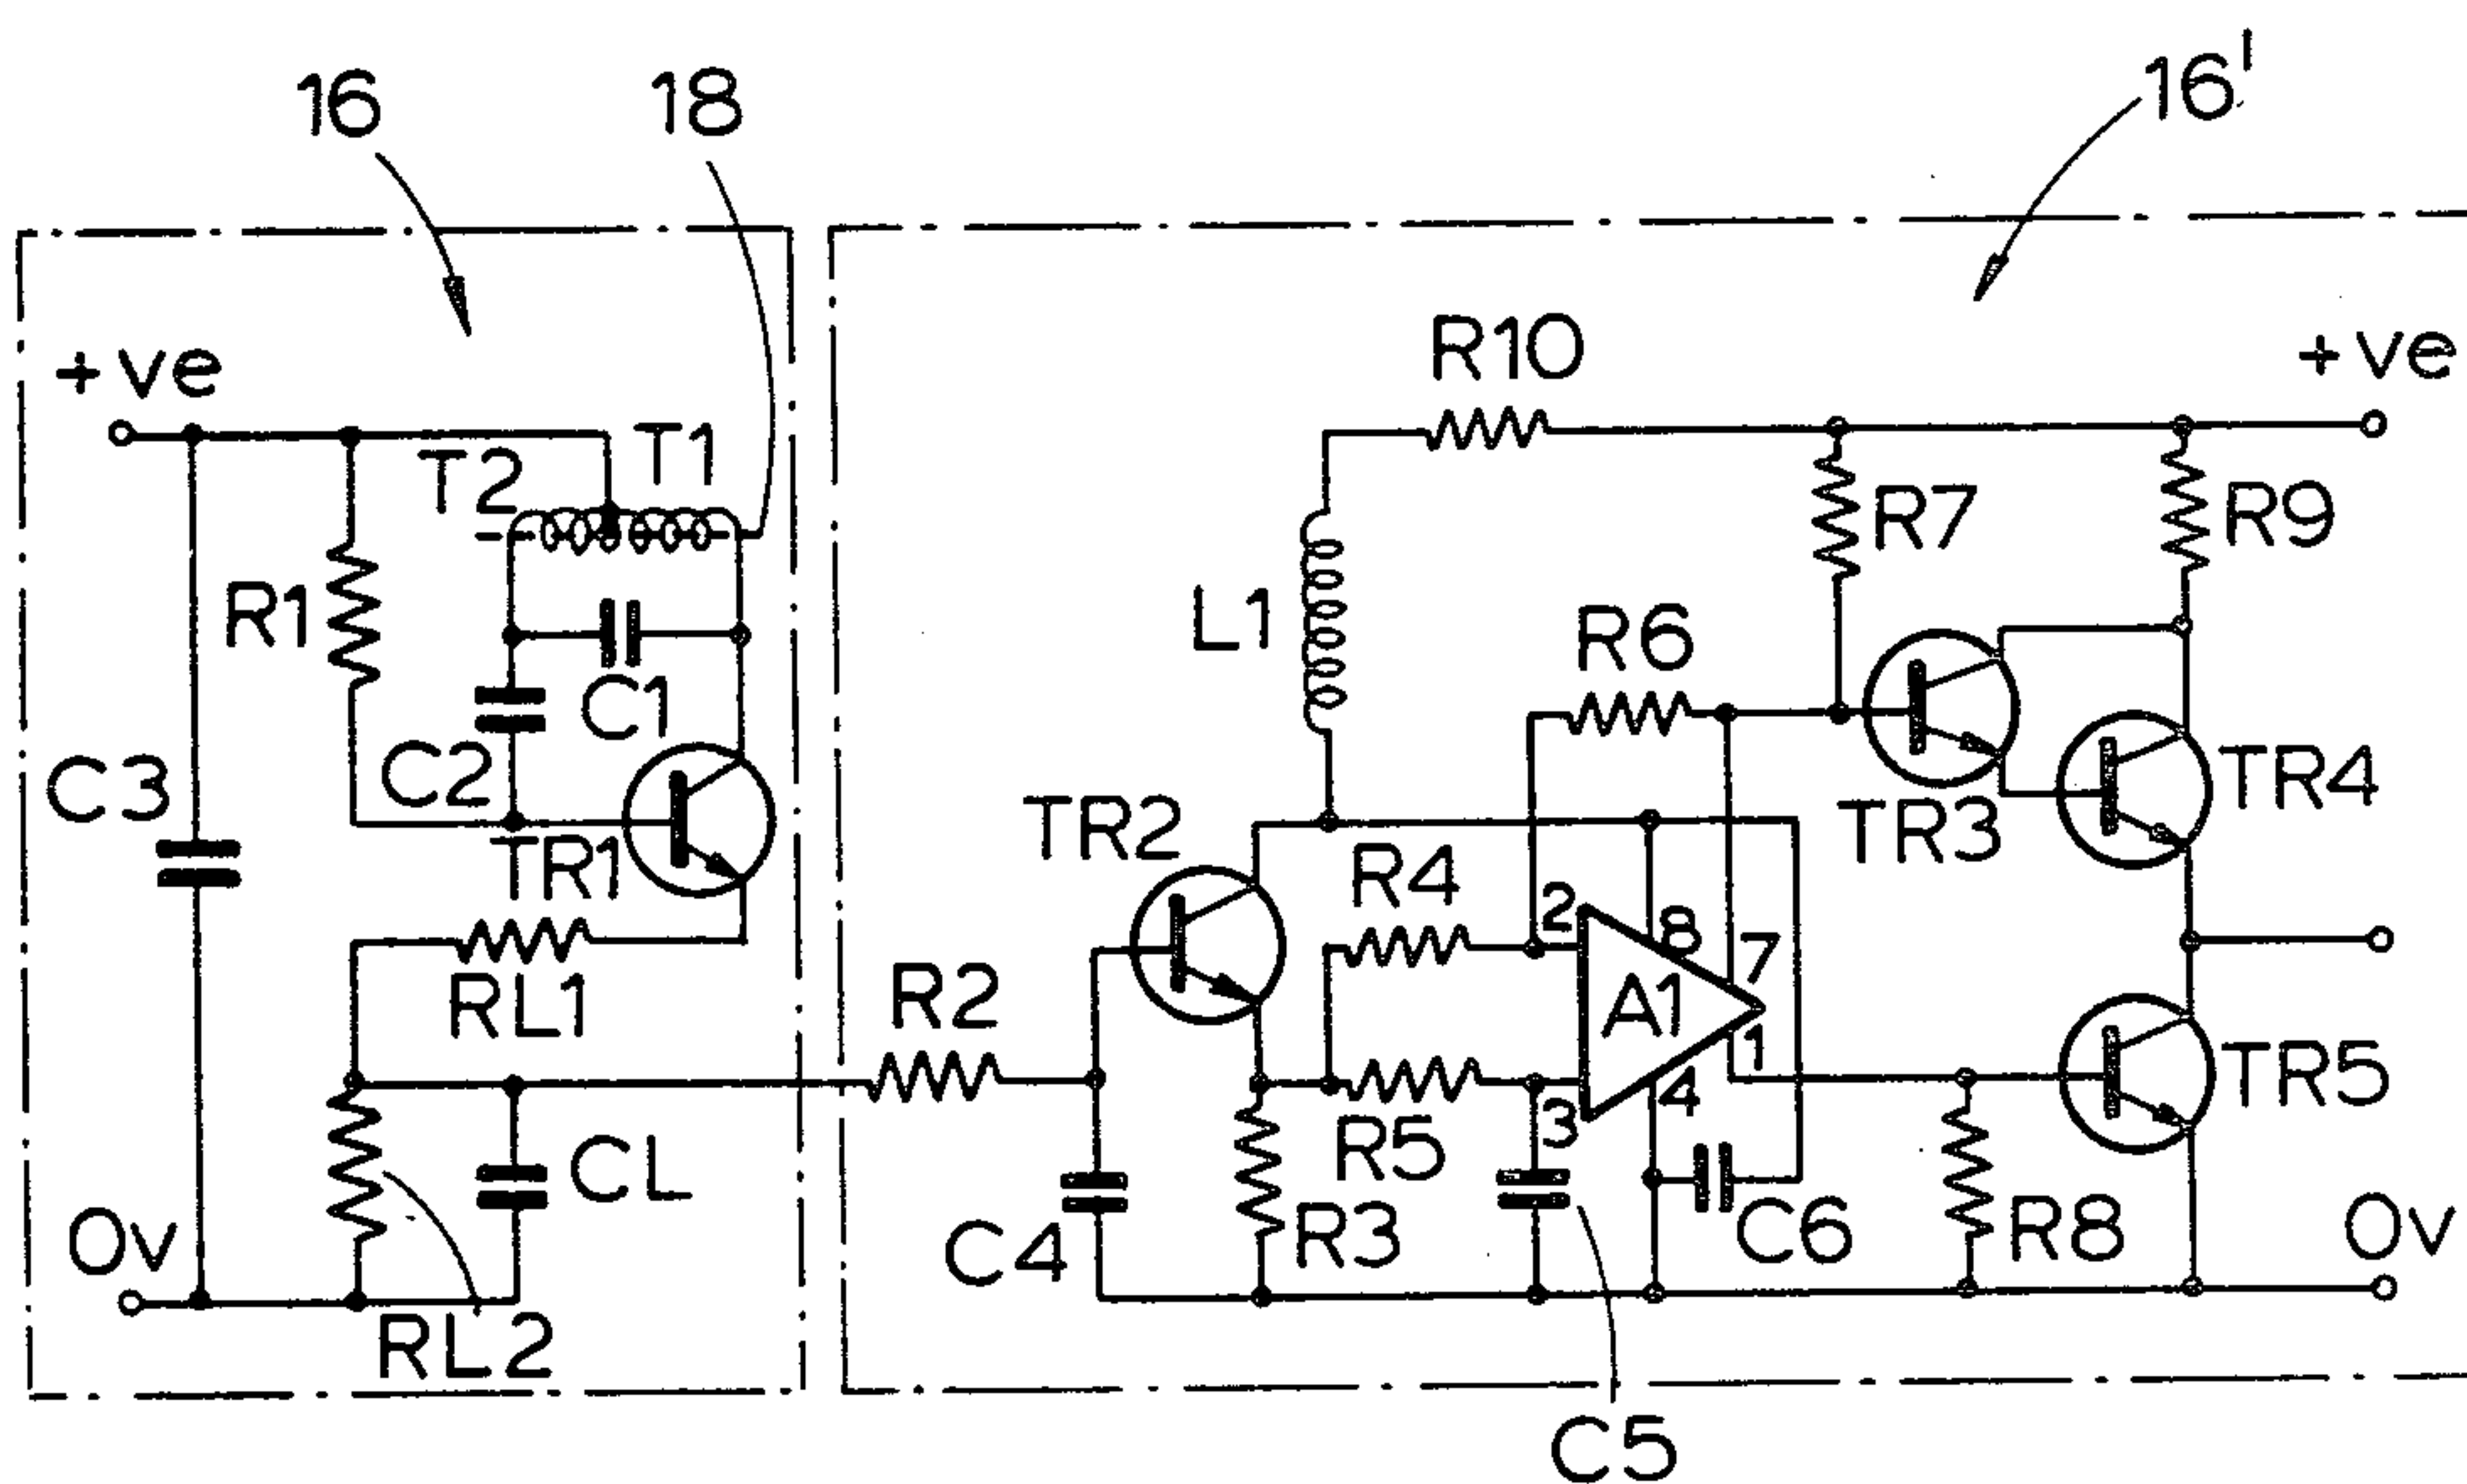 16
18
16'
+ve
T2
T1
R1
C1
C2
C3
TR1
RL1
CL
0v
RL2
R10
+ve
R7
R9
L1
R6
TR2
TR3
TR4
R4
2
8
7
A1
R2
1
TR5
R5
3
4
C4
R3
C6
R8
0v
C5